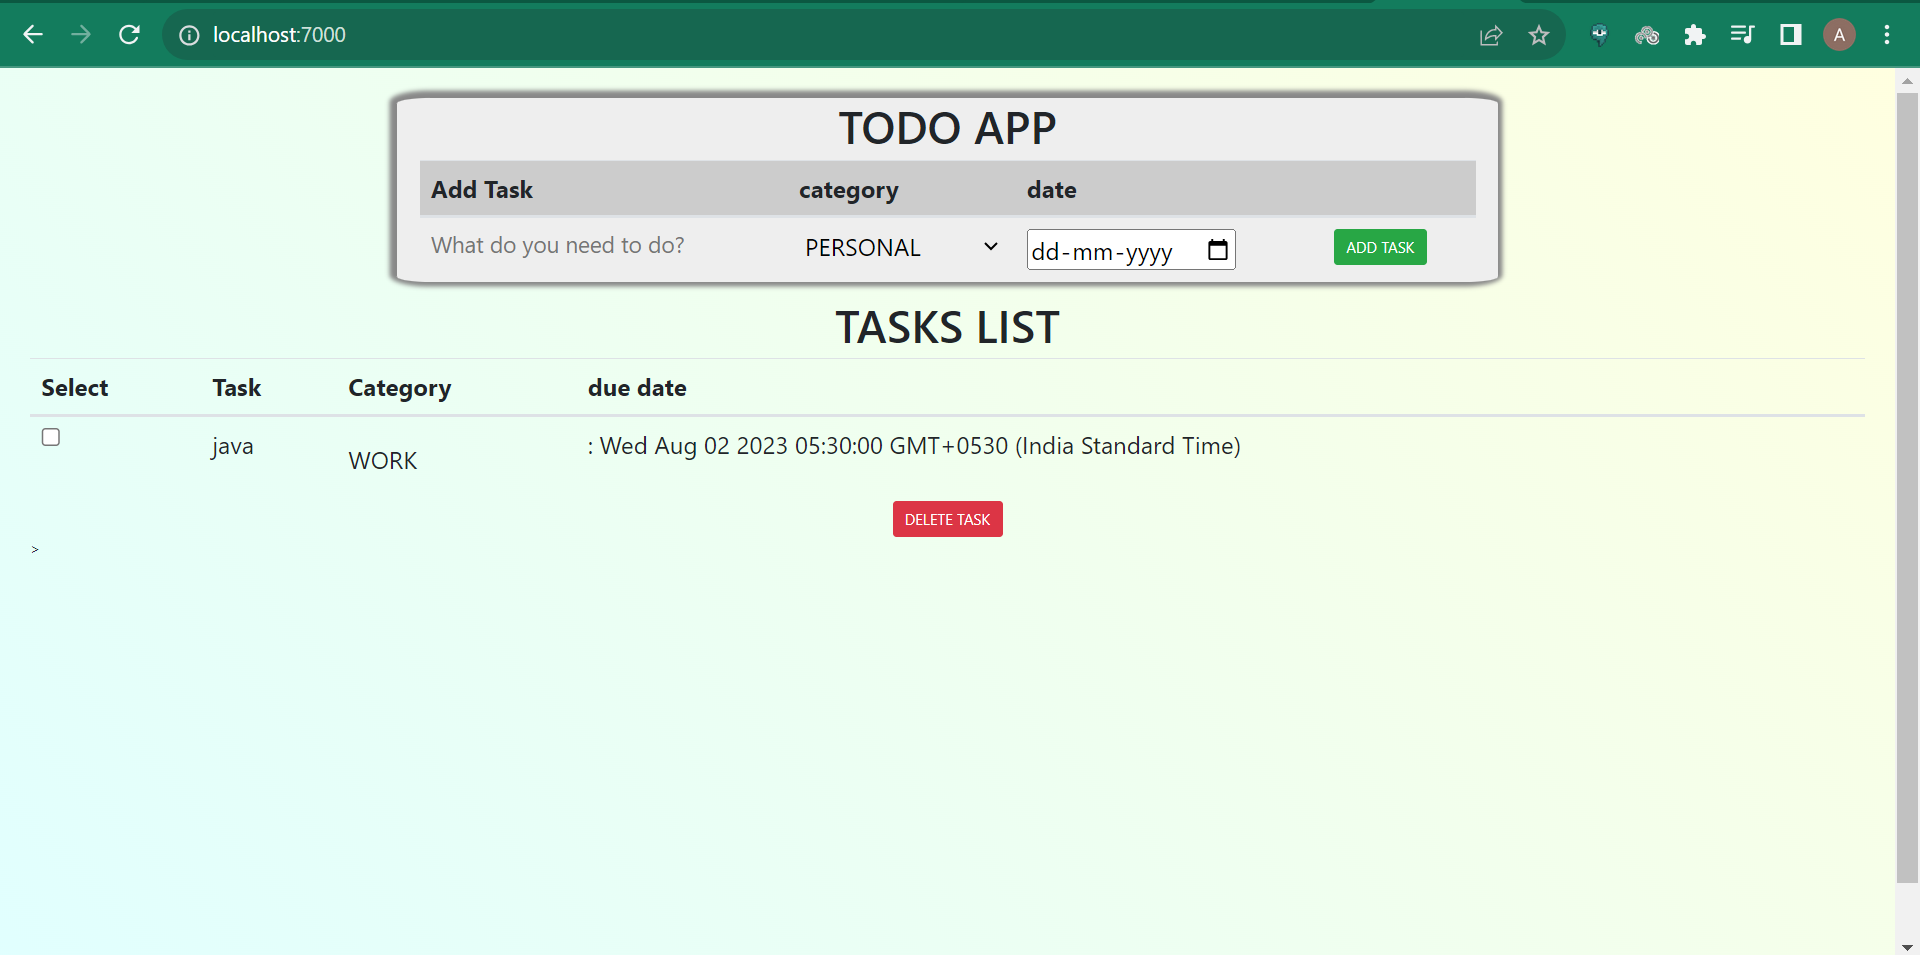 localhost:7000
A
TODO APP
Add Task category date
What do you need to do? PERSONAL dd-mm-yyyy ADD TASK
TASKS LIST
Select Task Category due date
java WORK : Wed Aug 02 2023 05:30:00 GMT+0530 (India Standard Time)
DELETE TASK
>